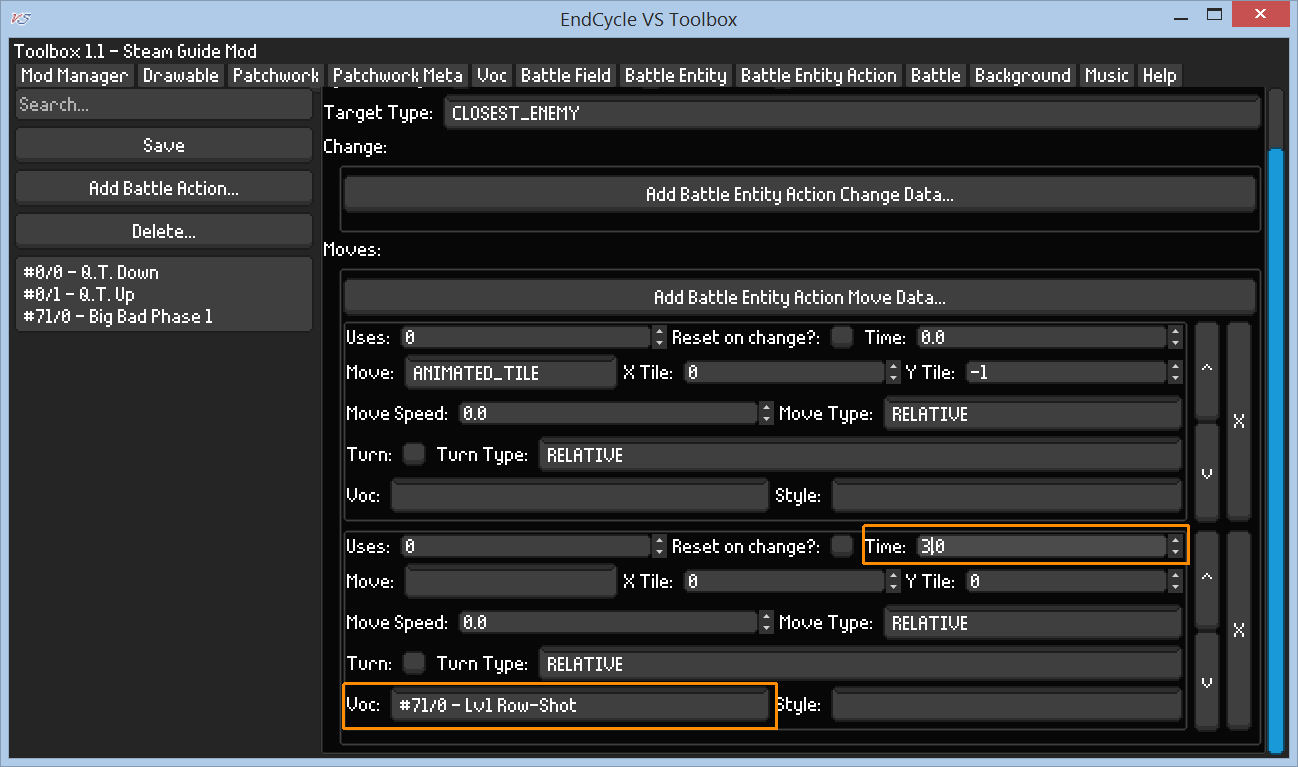 VS EndCycle VS Toolbox
Toolbox 1.1 - Steam Guide Mod
Mod Manager Drawable Patchwork Patchwork Meta Voc Battle Field Battle Entity Battle Entity Action Battle Background Music Help
Search...
Save
Add Battle Action...
Delete...
#0/0 - Q.T. Down
#0/1 - Q.T. Up
#71/0 - Big Bad Phase 1
Target Type: CLOSEST_ENEMY
Change:
Add Battle Entity Action Change Data...
Moves:
Add Battle Entity Action Move Data...
Uses: 0 Reset on change?: Time: 0.0
Move: ANIMATED_TILE X Tile: 0 Y Tile: -1
Move Speed: 0.0 Move Type: RELATIVE
Turn: Turn Type: RELATIVE
Voc: Style:
^
v
X
Uses: 0 Reset on change?: Time: 3.0
Move: X Tile: 0 Y Tile: 0
Move Speed: 0.0 Move Type: RELATIVE
Turn: Turn Type: RELATIVE
Voc: #71/0 - Lv1 Row-Shot Style:
^
v
X